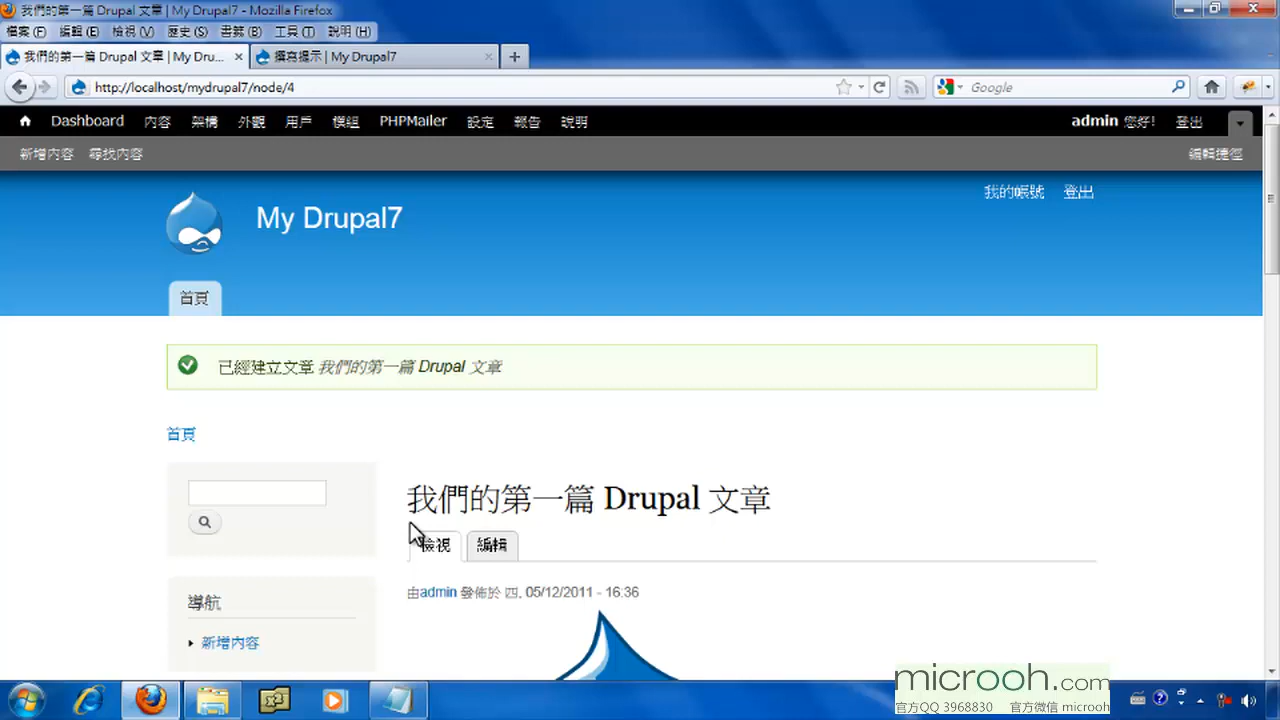 我們的第一篇 Drupal 文章 | My Drupal7 - Mozilla Firefox
檔案(F) 編輯(E) 檢視(V) 歷史(S) 書籤(B) 工具(T) 說明(H)
我們的第一篇 Drupal 文章 | My Dru... 撰寫提示 | My Drupal7
http://localhost/mydrupal7/node/4 Google
Dashboard 內容 架構 外觀 用戶 模組 PHPMailer 設定 報告 說明 admin 您好! 登出
新增內容 尋找內容 編輯捷徑
我的帳號 登出
My Drupal7
首頁
已經建立文章 我們的第一篇 Drupal 文章
首頁
我們的第一篇 Drupal 文章
檢視 編輯
由admin 發佈於 四, 05/12/2011 - 16:36
導航
新增內容
microoh.com
官方QQ 3968830 官方微信 microoh